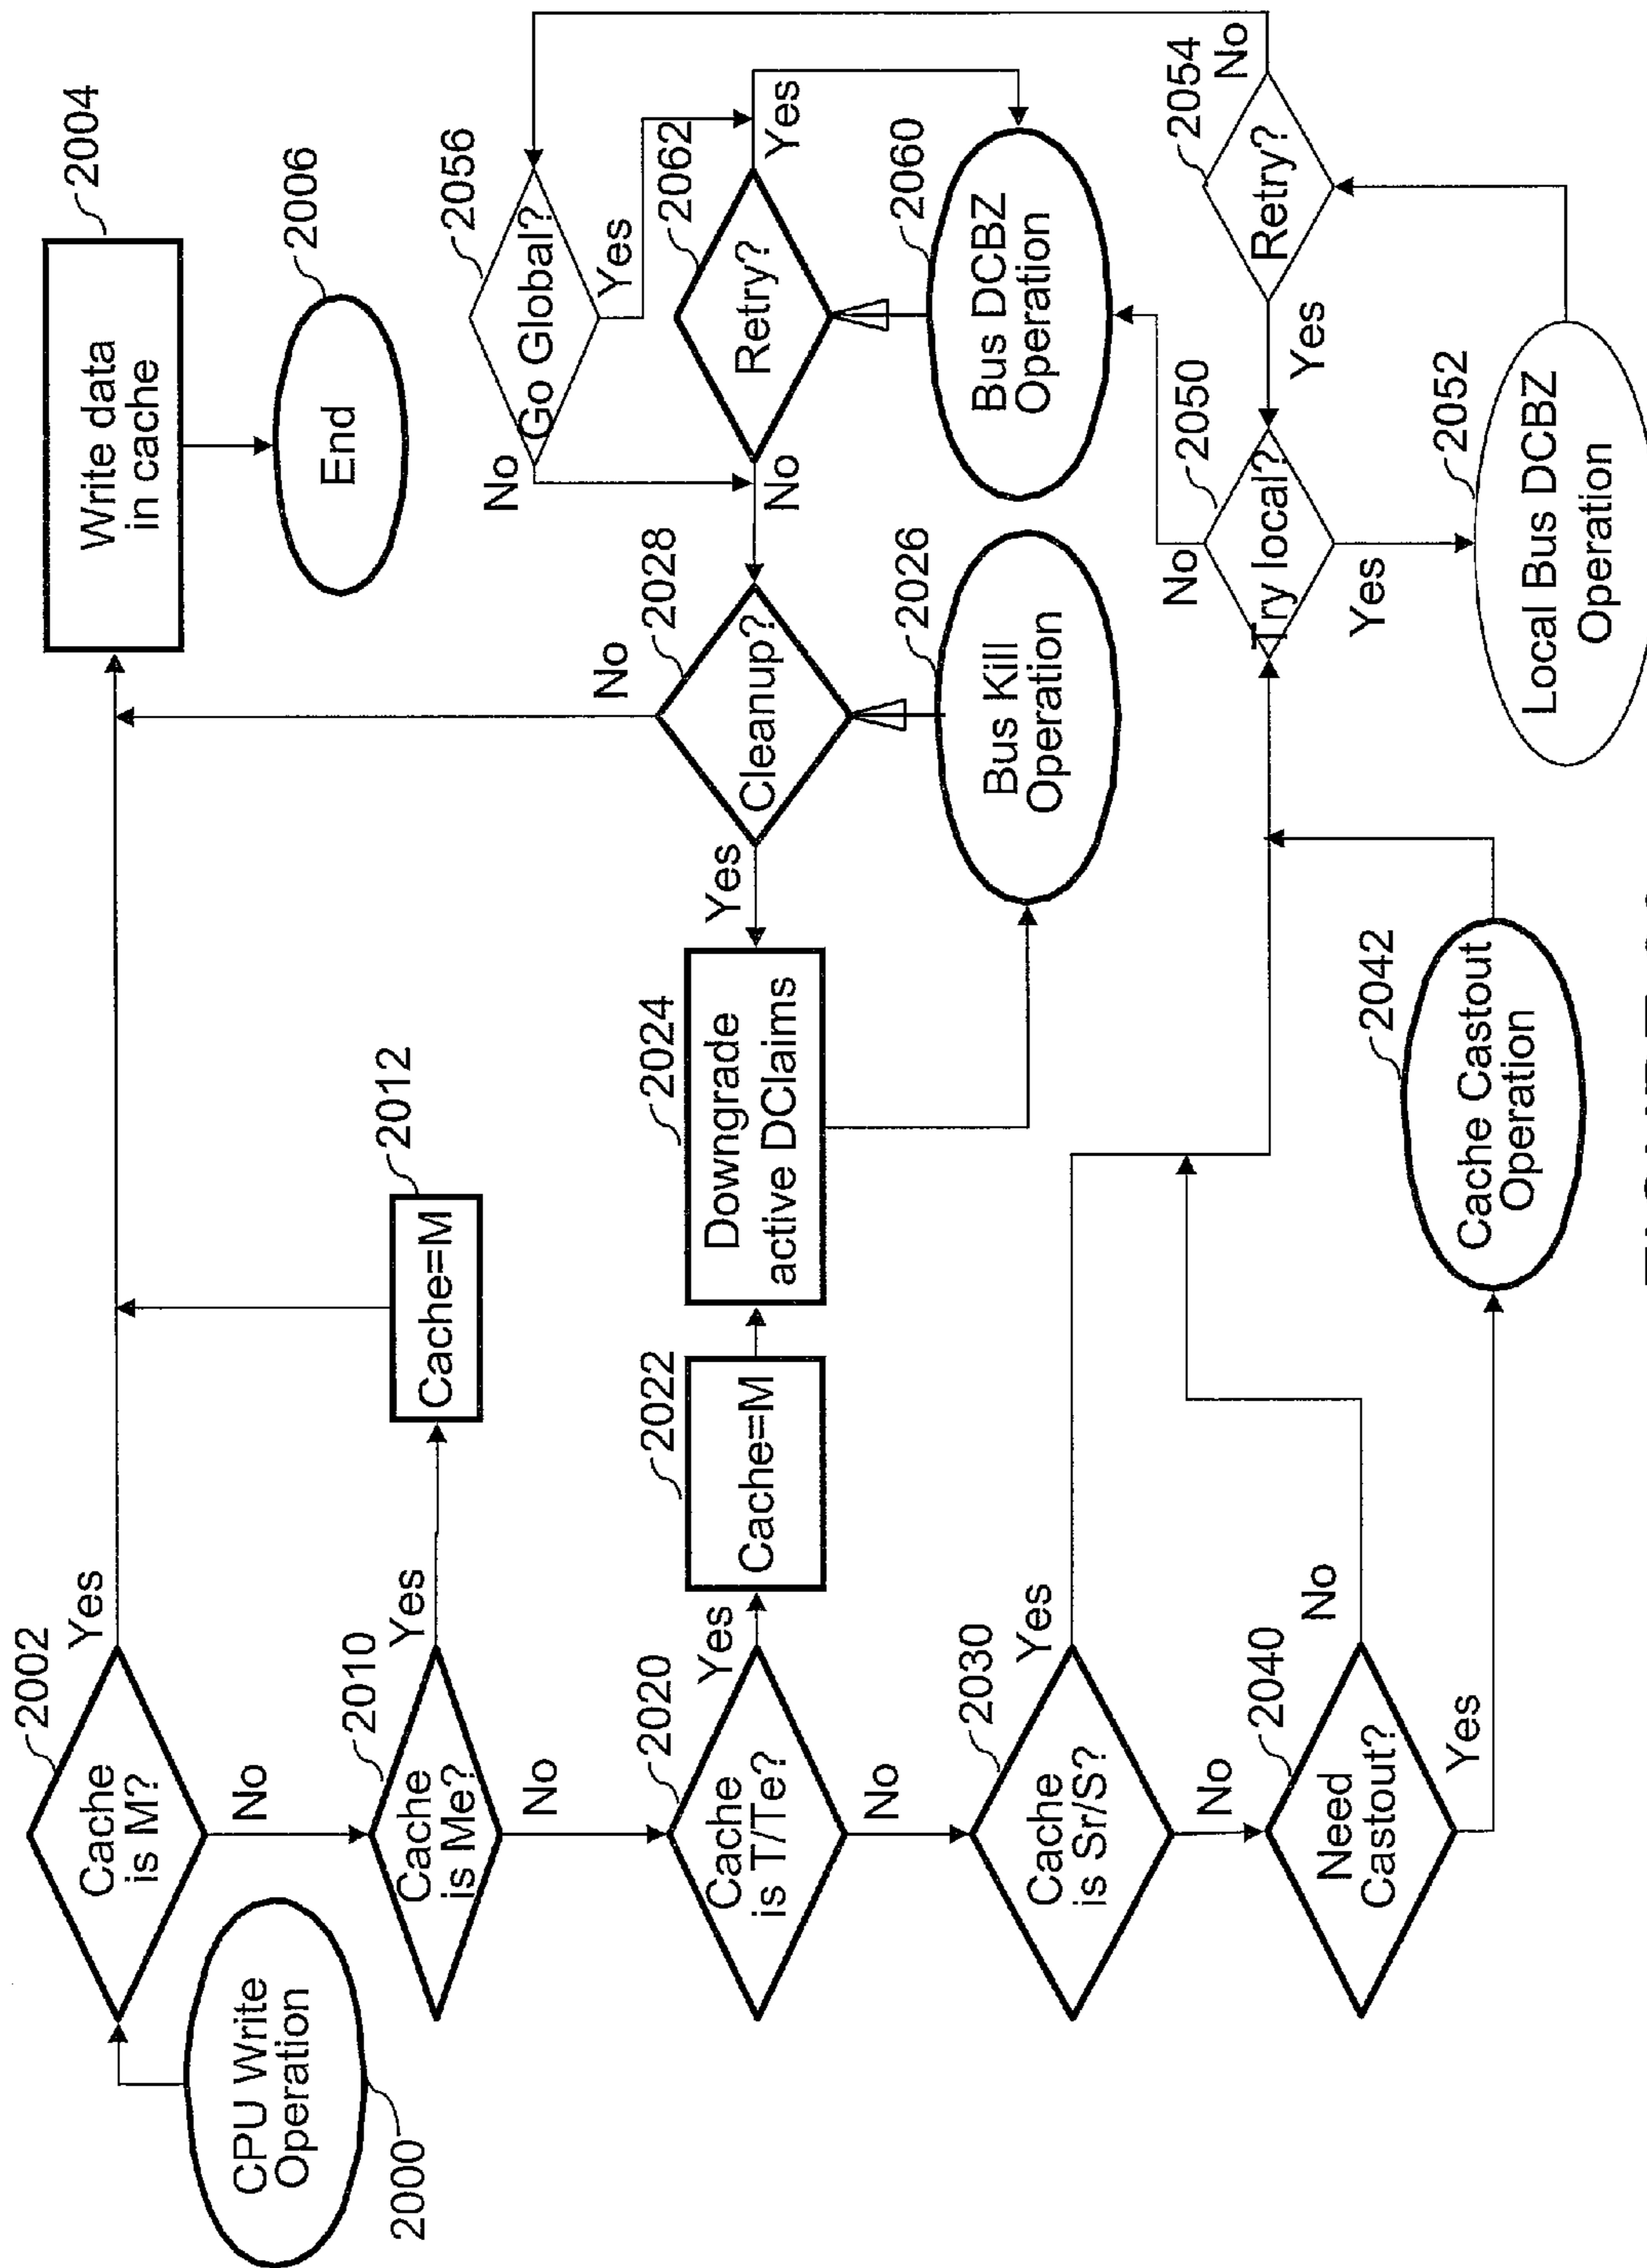 CPU Write
Operation
2000
Cache
is M?
2002
Yes
No
Write data
in cache
2004
End
2006
Cache
is Me?
2010
Yes
No
Cache=M
2012
Cache
is T/Te?
2020
Yes
No
Cache=M
2022
Downgrade
active DClaims
2024
Yes
Cleanup?
2028
No
Bus Kill
Operation
2026
No
Go Global?
2056
Yes
No
Retry?
2062
Yes
Bus DCBZ
Operation
2060
Cache
is Sr/S?
2030
Yes
No
Need
Castout?
2040
No
Yes
Cache Castout
Operation
2042
Try local?
2050
No
Yes
Yes
Retry?
2054
No
Local Bus DCBZ
Operation
2052